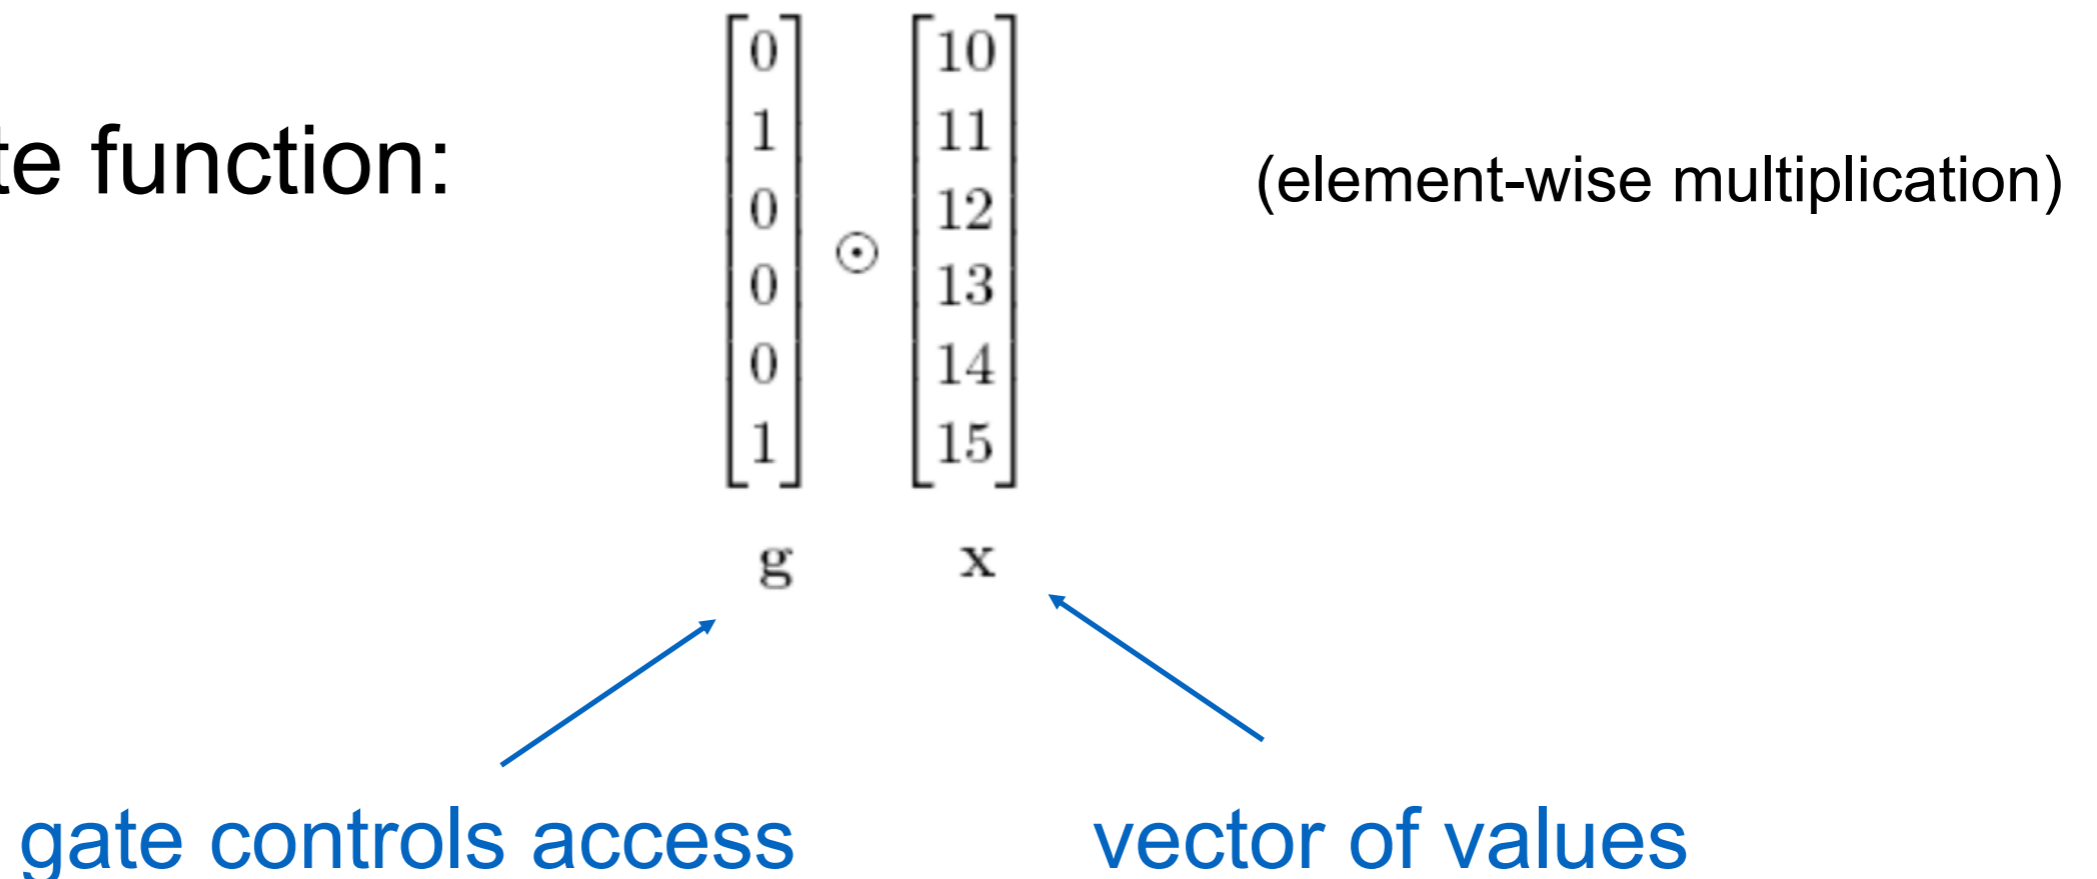 te function:
0 10
1 11
0 12
0 ⊙ 13
0 14
1 15
(element-wise multiplication)
g x
gate controls access
vector of values